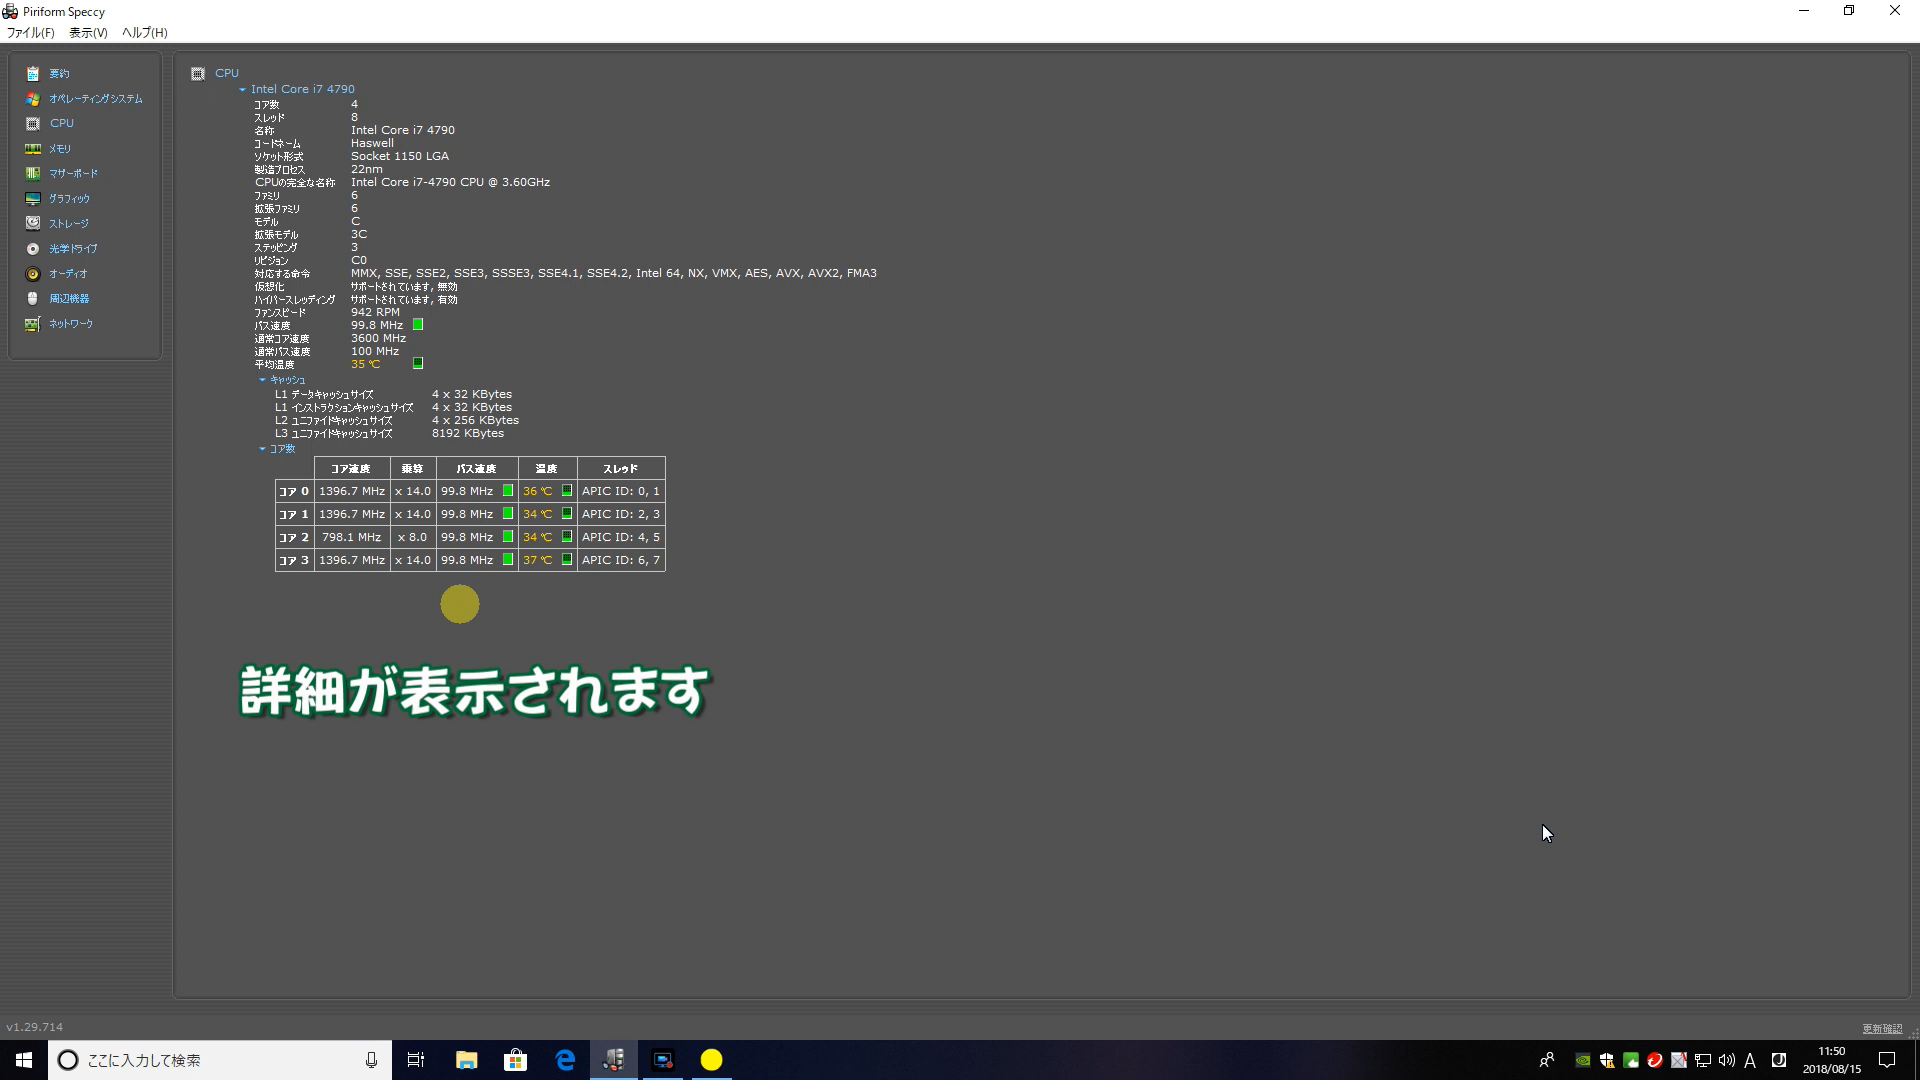 Piriform Speccy
ファイル(F) 表示(V) ヘルプ(H)
要約
オペレーティングシステム
CPU
メモリ
マザーボード
グラフィック
ストレージ
光学ドライブ
オーディオ
周辺機器
ネットワーク
CPU
Intel Core i7 4790
コア数 4
スレッド 8
名称 Intel Core i7 4790
コードネーム Haswell
ソケット形式 Socket 1150 LGA
製造プロセス 22nm
CPUの完全な名称 Intel Core i7-4790 CPU @ 3.60GHz
ファミリ 6
拡張ファミリ 6
モデル C
拡張モデル 3C
ステッピング 3
リビジョン C0
対応する命令 MMX, SSE, SSE2, SSE3, SSSE3, SSE4.1, SSE4.2, Intel 64, NX, VMX, AES, AVX, AVX2, FMA3
仮想化 サポートされています, 無効
ハイパースレッディング サポートされています, 有効
ファンスピード 942 RPM
バス速度 99.8 MHz
通常コア速度 3600 MHz
通常バス速度 100 MHz
平均温度 35 ℃
キャッシュ
L1 データキャッシュサイズ 4 x 32 KBytes
L1 インストラクションキャッシュサイズ 4 x 32 KBytes
L2 ユニファイドキャッシュサイズ 4 x 256 KBytes
L3 ユニファイドキャッシュサイズ 8192 KBytes
コア数
コア速度 乗算 バス速度 温度 スレッド
コア 0 1396.7 MHz x 14.0 99.8 MHz 36 ℃ APIC ID: 0, 1
コア 1 1396.7 MHz x 14.0 99.8 MHz 34 ℃ APIC ID: 2, 3
コア 2 798.1 MHz x 8.0 99.8 MHz 34 ℃ APIC ID: 4, 5
コア 3 1396.7 MHz x 14.0 99.8 MHz 37 ℃ APIC ID: 6, 7
詳細が表示されます
v1.29.714
更新確認
ここに入力して検索
A
11:50
2018/08/15